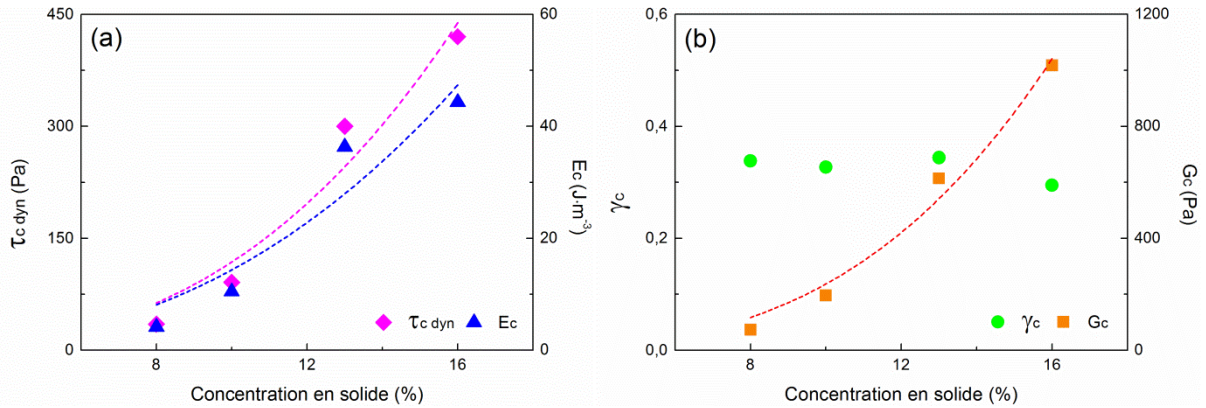 (a)
450
300
150
0
τc dyn (Pa)
60
40
20
0
Ec (J·m-3)
τc dyn
Ec
8
12
16
Concentration en solide (%)
(b)
0,6
0,4
0,2
0,0
γc
1200
800
400
0
Gc (Pa)
γc
Gc
8
12
16
Concentration en solide (%)